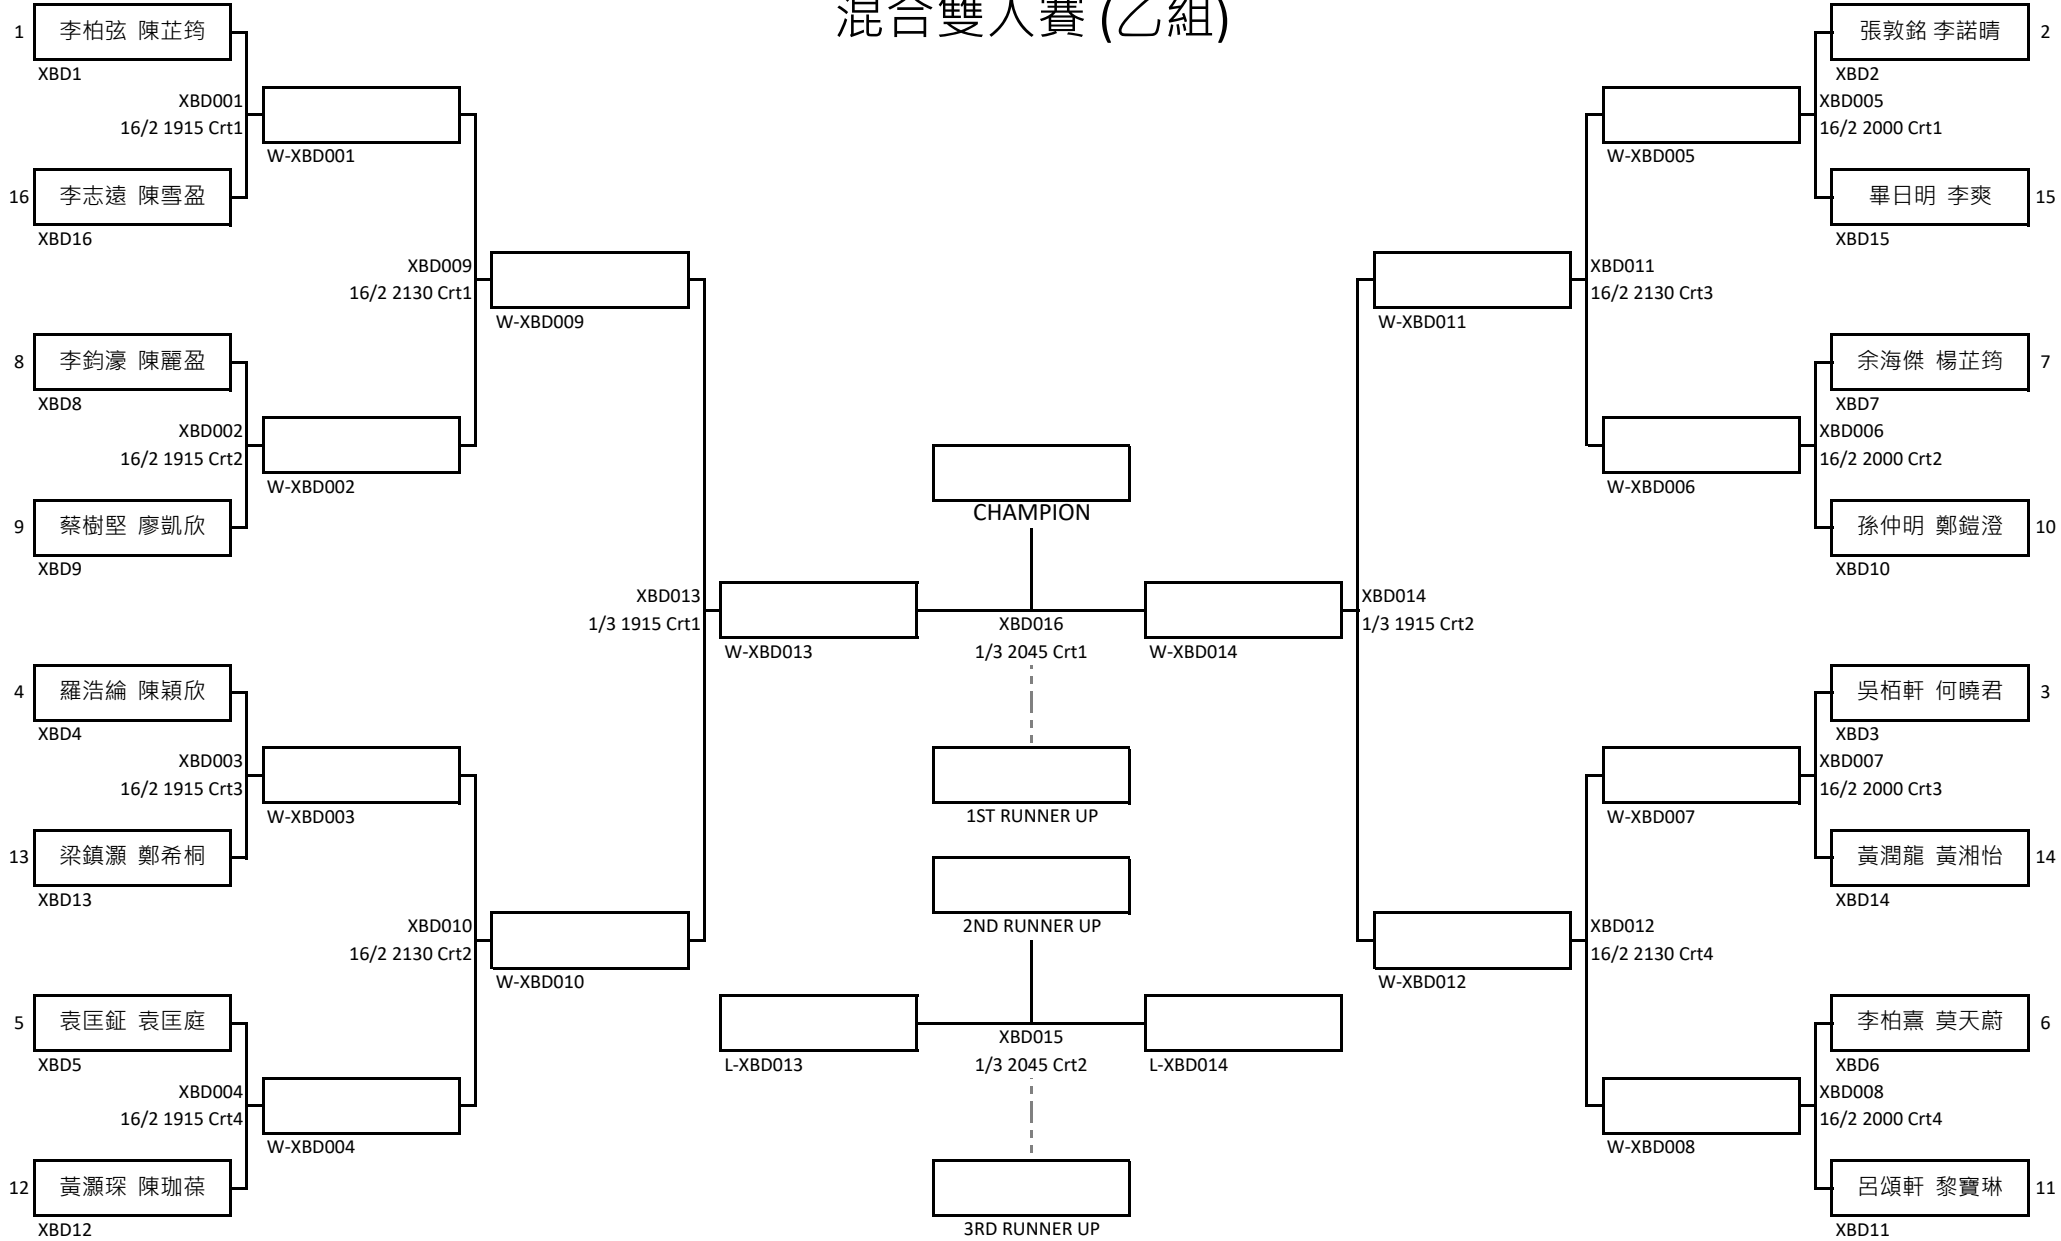 混合雙人賽 (乙組)
1 李柏弦 陳芷筠
XBD1
XBD001
16/2 1915 Crt1
W-XBD001
16 李志遠 陳雪盈
XBD16
XBD009
16/2 2130 Crt1
W-XBD009
8 李鈞濠 陳麗盈
XBD8
XBD002
16/2 1915 Crt2
W-XBD002
9 蔡樹堅 廖凱欣
XBD9
XBD013
1/3 1915 Crt1
W-XBD013
4 羅浩綸 陳穎欣
XBD4
XBD003
16/2 1915 Crt3
W-XBD003
13 梁鎮灝 鄭希桐
XBD13
XBD010
16/2 2130 Crt2
W-XBD010
5 袁匡鉦 袁匡庭
XBD5
XBD004
16/2 1915 Crt4
W-XBD004
12 黃灝琛 陳珈葆
XBD12
CHAMPION
XBD016
1/3 2045 Crt1
1ST RUNNER UP
2ND RUNNER UP
L-XBD013
XBD015
1/3 2045 Crt2
L-XBD014
3RD RUNNER UP
張敦銘 李諾晴 2
XBD2
XBD005
16/2 2000 Crt1
W-XBD005
畢日明 李爽 15
XBD15
XBD011
16/2 2130 Crt3
W-XBD011
余海傑 楊芷筠 7
XBD7
XBD006
16/2 2000 Crt2
W-XBD006
孫仲明 鄭鎧澄 10
XBD10
XBD014
1/3 1915 Crt2
W-XBD014
吳栢軒 何曉君 3
XBD3
XBD007
16/2 2000 Crt3
W-XBD007
黃潤龍 黃湘怡 14
XBD14
XBD012
16/2 2130 Crt4
W-XBD012
李柏熹 莫天蔚 6
XBD6
XBD008
16/2 2000 Crt4
W-XBD008
呂頌軒 黎寶琳 11
XBD11